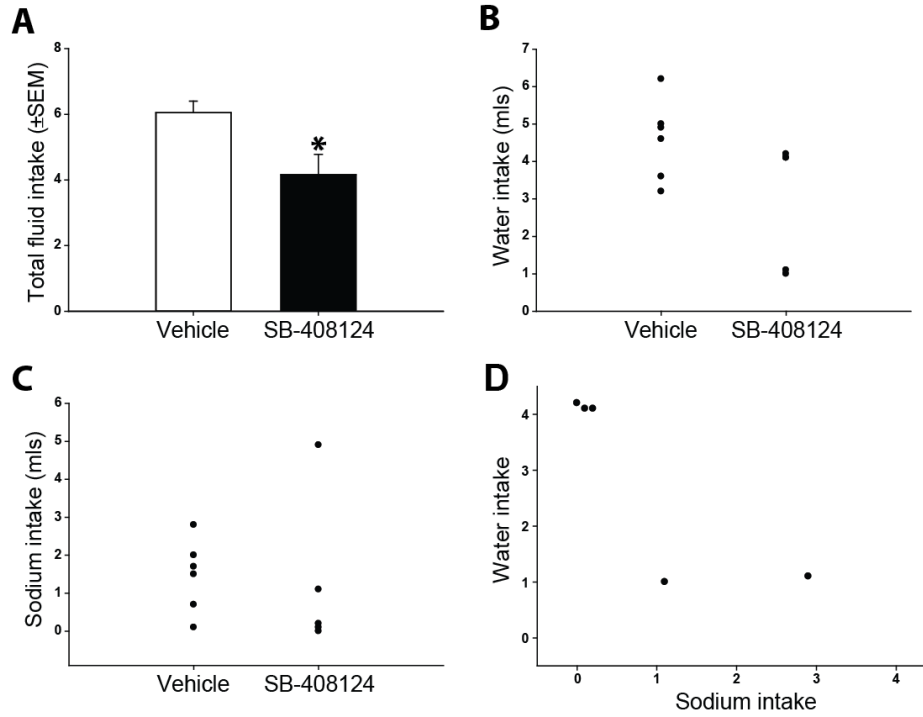 A
Total fluid intake (±SEM)
8
6
4
2
0
*
Vehicle
SB-408124
B
Water intake (mls)
7
6
5
4
3
2
1
0
Vehicle
SB-408124
C
Sodium intake (mls)
6
5
4
3
2
1
0
Vehicle
SB-408124
D
Water intake
4
3
2
1
0
0
1
2
3
4
Sodium intake